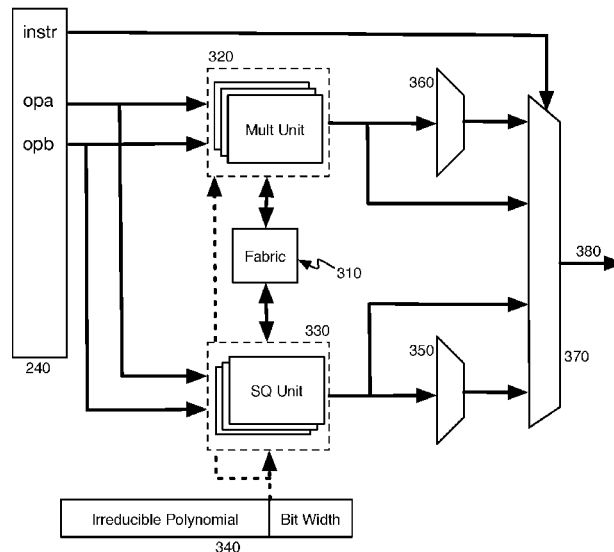 instr
320
360
opa
Mult Unit
opb
380
Fabric
310
330
350
370
240
SQ Unit
Irreducible Polynomial
Bit Width
340